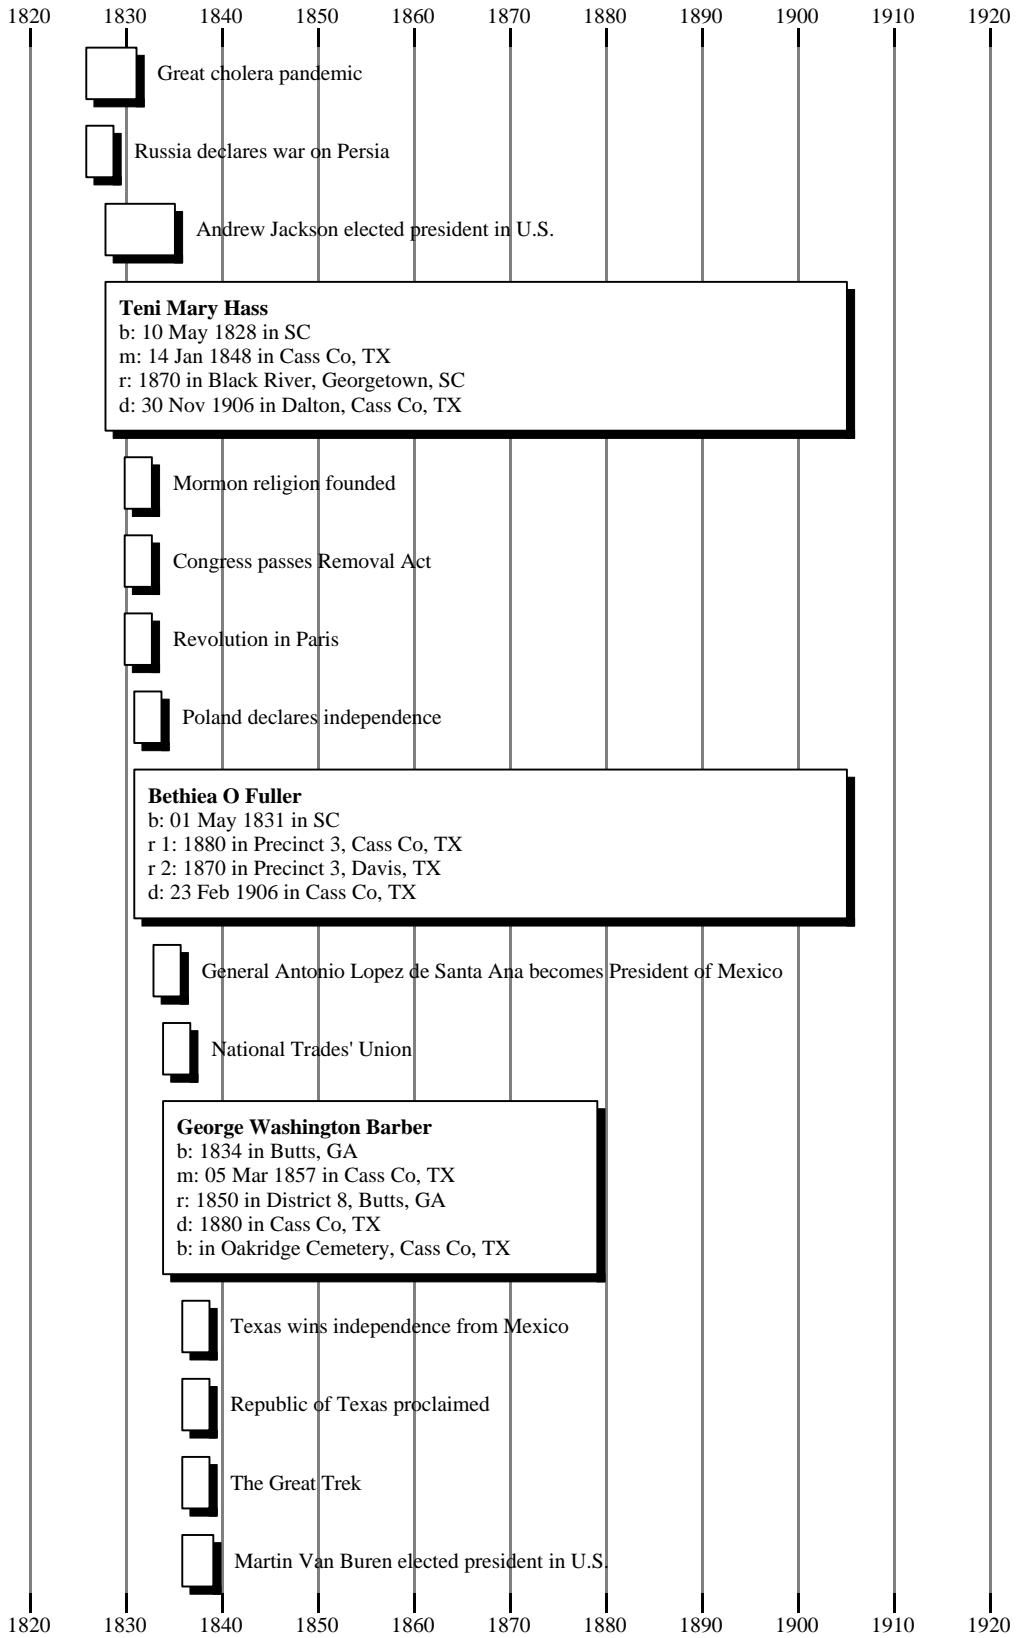 1820 1830 1840 1850 1860 1870 1880 1890 1900 1910 1920
Great cholera pandemic
Russia declares war on Persia
Andrew Jackson elected president in U.S.
Teni Mary Hass
b: 10 May 1828 in SC
m: 14 Jan 1848 in Cass Co, TX
r: 1870 in Black River, Georgetown, SC
d: 30 Nov 1906 in Dalton, Cass Co, TX
Mormon religion founded
Congress passes Removal Act
Revolution in Paris
Poland declares independence
Bethiea O Fuller
b: 01 May 1831 in SC
r 1: 1880 in Precinct 3, Cass Co, TX
r 2: 1870 in Precinct 3, Davis, TX
d: 23 Feb 1906 in Cass Co, TX
General Antonio Lopez de Santa Ana becomes President of Mexico
National Trades' Union
George Washington Barber
b: 1834 in Butts, GA
m: 05 Mar 1857 in Cass Co, TX
r: 1850 in District 8, Butts, GA
d: 1880 in Cass Co, TX
b: in Oakridge Cemetery, Cass Co, TX
Texas wins independence from Mexico
Republic of Texas proclaimed
The Great Trek
Martin Van Buren elected president in U.S.
1820 1830 1840 1850 1860 1870 1880 1890 1900 1910 1920